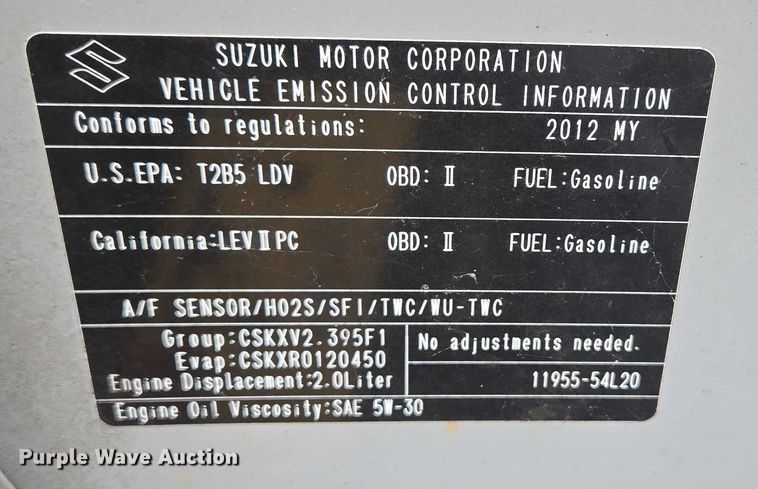 SUZUKI MOTOR CORPORATION
VEHICLE EMISSION CONTROL INFORMATION
Conforms to regulations: 2012 MY
U.S.EPA: T2B5 LDV OBD: II FUEL:Gasoline
California:LEV II PC OBD: II FUEL:Gasoline
A/F SENSOR/HO2S/SFI/TWC/WU-TWC
Group:CSKXV2.395F1
Evap:CSKXR0120450
Engine Displacement:2.0Liter
No adjustments needed.
11955-54L20
Engine Oil Viscosity:SAE 5W-30
Purple Wave Auction